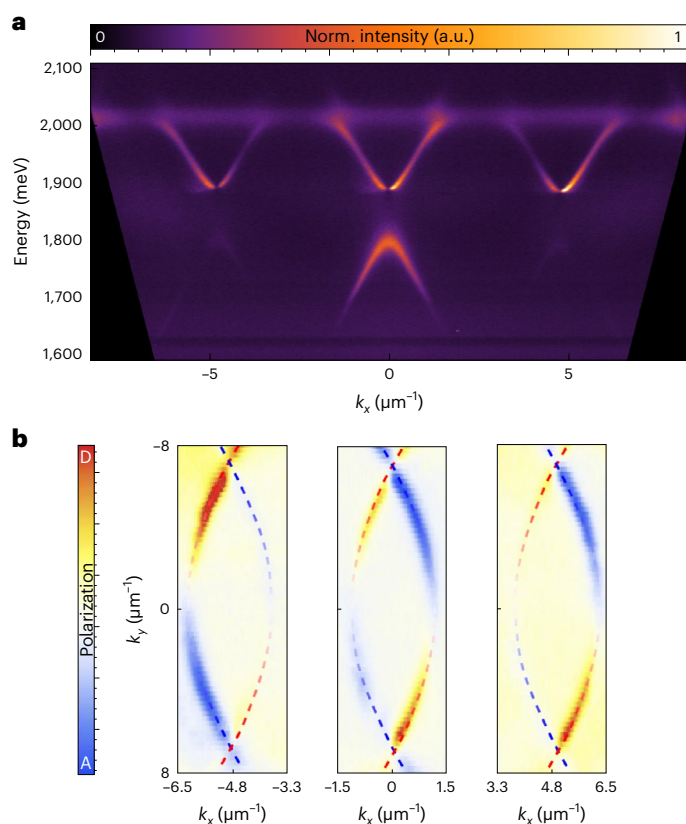 a
0 Norm. intensity (a.u.) 1
2,100
2,000
1,900
1,800
1,700
1,600
Energy (meV)
−5 0 5
kₓ (µm⁻¹)
b
D
Polarization
A
−8
0
8
k_y (µm⁻¹)
−6.5 −4.8 −3.3 −1.5 0 1.5 3.3 4.8 6.5
kₓ (µm⁻¹) kₓ (µm⁻¹) kₓ (µm⁻¹)